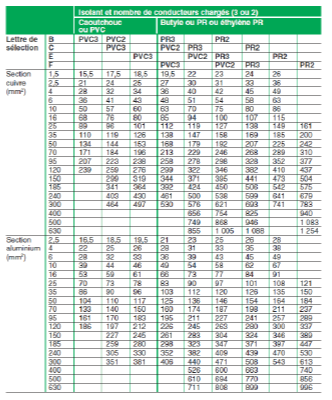 Isolant et nombre de conducteurs chargés (3 ou 2)
Caoutchouc Butyle ou PR ou éthylène PR
ou PVC
Lettre de B PVC3 PVC2 PR3 PR2
sélection C PVC3 PVC2 PR3 PR2
E PVC3 PVC2 PR3 PR2
F PVC3 PVC2 PR3 PR2
Section 1,5 15,5 17,5 18,5 19,5 22 23 24 26
cuivre 2,5 21 24 25 27 30 31 33 36
(mm²) 4 28 32 34 36 40 42 45 49
6 36 41 43 48 51 54 58 63
10 50 57 60 63 70 75 80 86
16 68 76 80 85 94 100 107 115
25 89 96 101 112 119 127 138 149 161
35 110 119 126 138 147 158 169 185 200
50 134 144 153 168 179 192 207 225 242
70 171 184 196 213 229 246 268 289 310
95 207 223 238 258 278 298 328 352 377
120 239 259 276 299 322 346 382 410 437
150 299 319 344 371 395 441 473 504
185 341 364 392 424 450 506 542 575
240 403 430 461 500 538 599 641 679
300 464 497 530 576 621 693 741 783
400 656 754 825 940
500 749 868 946 1 083
630 855 1 005 1 088 1 254
Section 2,5 16,5 18,5 19,5 21 23 25 26 28
aluminium 4 22 25 26 28 31 33 35 38
(mm²) 6 28 32 33 36 39 43 45 49
10 39 44 46 49 54 58 62 67
16 53 59 61 66 73 77 84 91
25 70 73 78 83 90 97 101 108 121
35 86 90 96 103 112 120 126 135 150
50 104 110 117 125 136 146 154 164 184
70 133 140 150 160 174 187 198 211 237
95 161 170 183 195 211 227 241 257 289
120 186 197 212 226 245 263 280 300 337
150 227 245 261 283 304 324 346 389
185 259 280 298 323 347 371 397 447
240 305 330 352 382 409 439 470 530
300 351 381 406 440 471 508 543 613
400 526 600 663 740
500 610 694 770 856
630 711 808 899 996